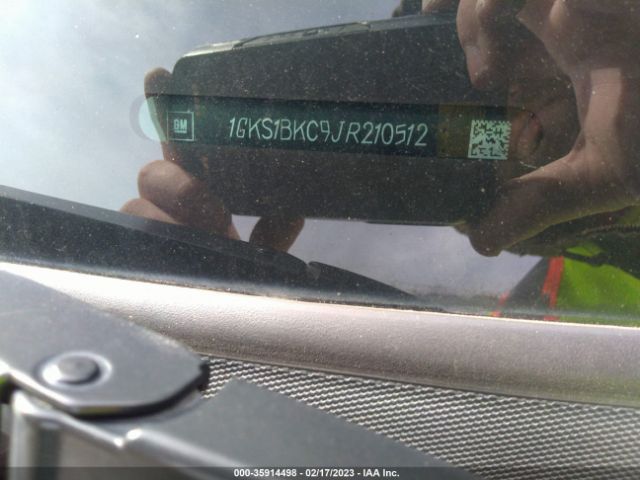 GM 1GKS1BKC9JR210512
000-35914498 - 02/17/2023 - IAA Inc.